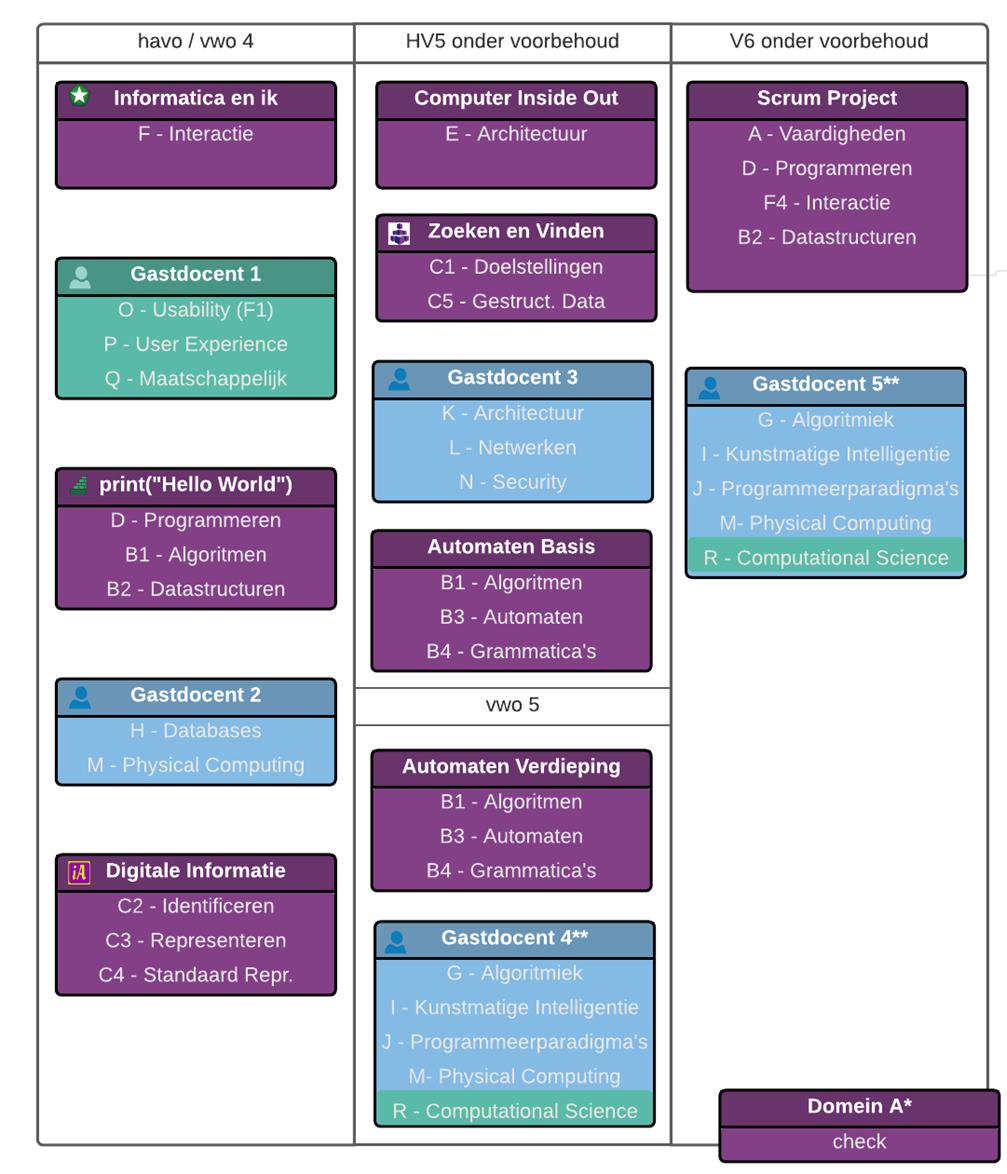 havo / vwo 4
Informatica en ik
F - Interactie
Gastdocent 1
O - Usability (F1)
P - User Experience
Q - Maatschappelijk
print("Hello World")
D - Programmeren
B1 - Algoritmen
B2 - Datastructuren
Gastdocent 2
H - Databases
M - Physical Computing
iA
Digitale Informatie
C2 - Identificeren
C3 - Representeren
C4 - Standaard Repr.
HV5 onder voorbehoud
Computer Inside Out
E - Architectuur
Zoeken en Vinden
C1 - Doelstellingen
C5 - Gestruct. Data
Gastdocent 3
K - Architectuur
L - Netwerken
N - Security
Automaten Basis
B1 - Algoritmen
B3 - Automaten
B4 - Grammatica's
vwo 5
Automaten Verdieping
B1 - Algoritmen
B3 - Automaten
B4 - Grammatica's
Gastdocent 4**
G - Algoritmiek
I - Kunstmatige Intelligentie
J - Programmeerparadigma's
M- Physical Computing
R - Computational Science
V6 onder voorbehoud
Scrum Project
A - Vaardigheden
D - Programmeren
F4 - Interactie
B2 - Datastructuren
Gastdocent 5**
G - Algoritmiek
I - Kunstmatige Intelligentie
J - Programmeerparadigma's
M- Physical Computing
R - Computational Science
Domein A*
check